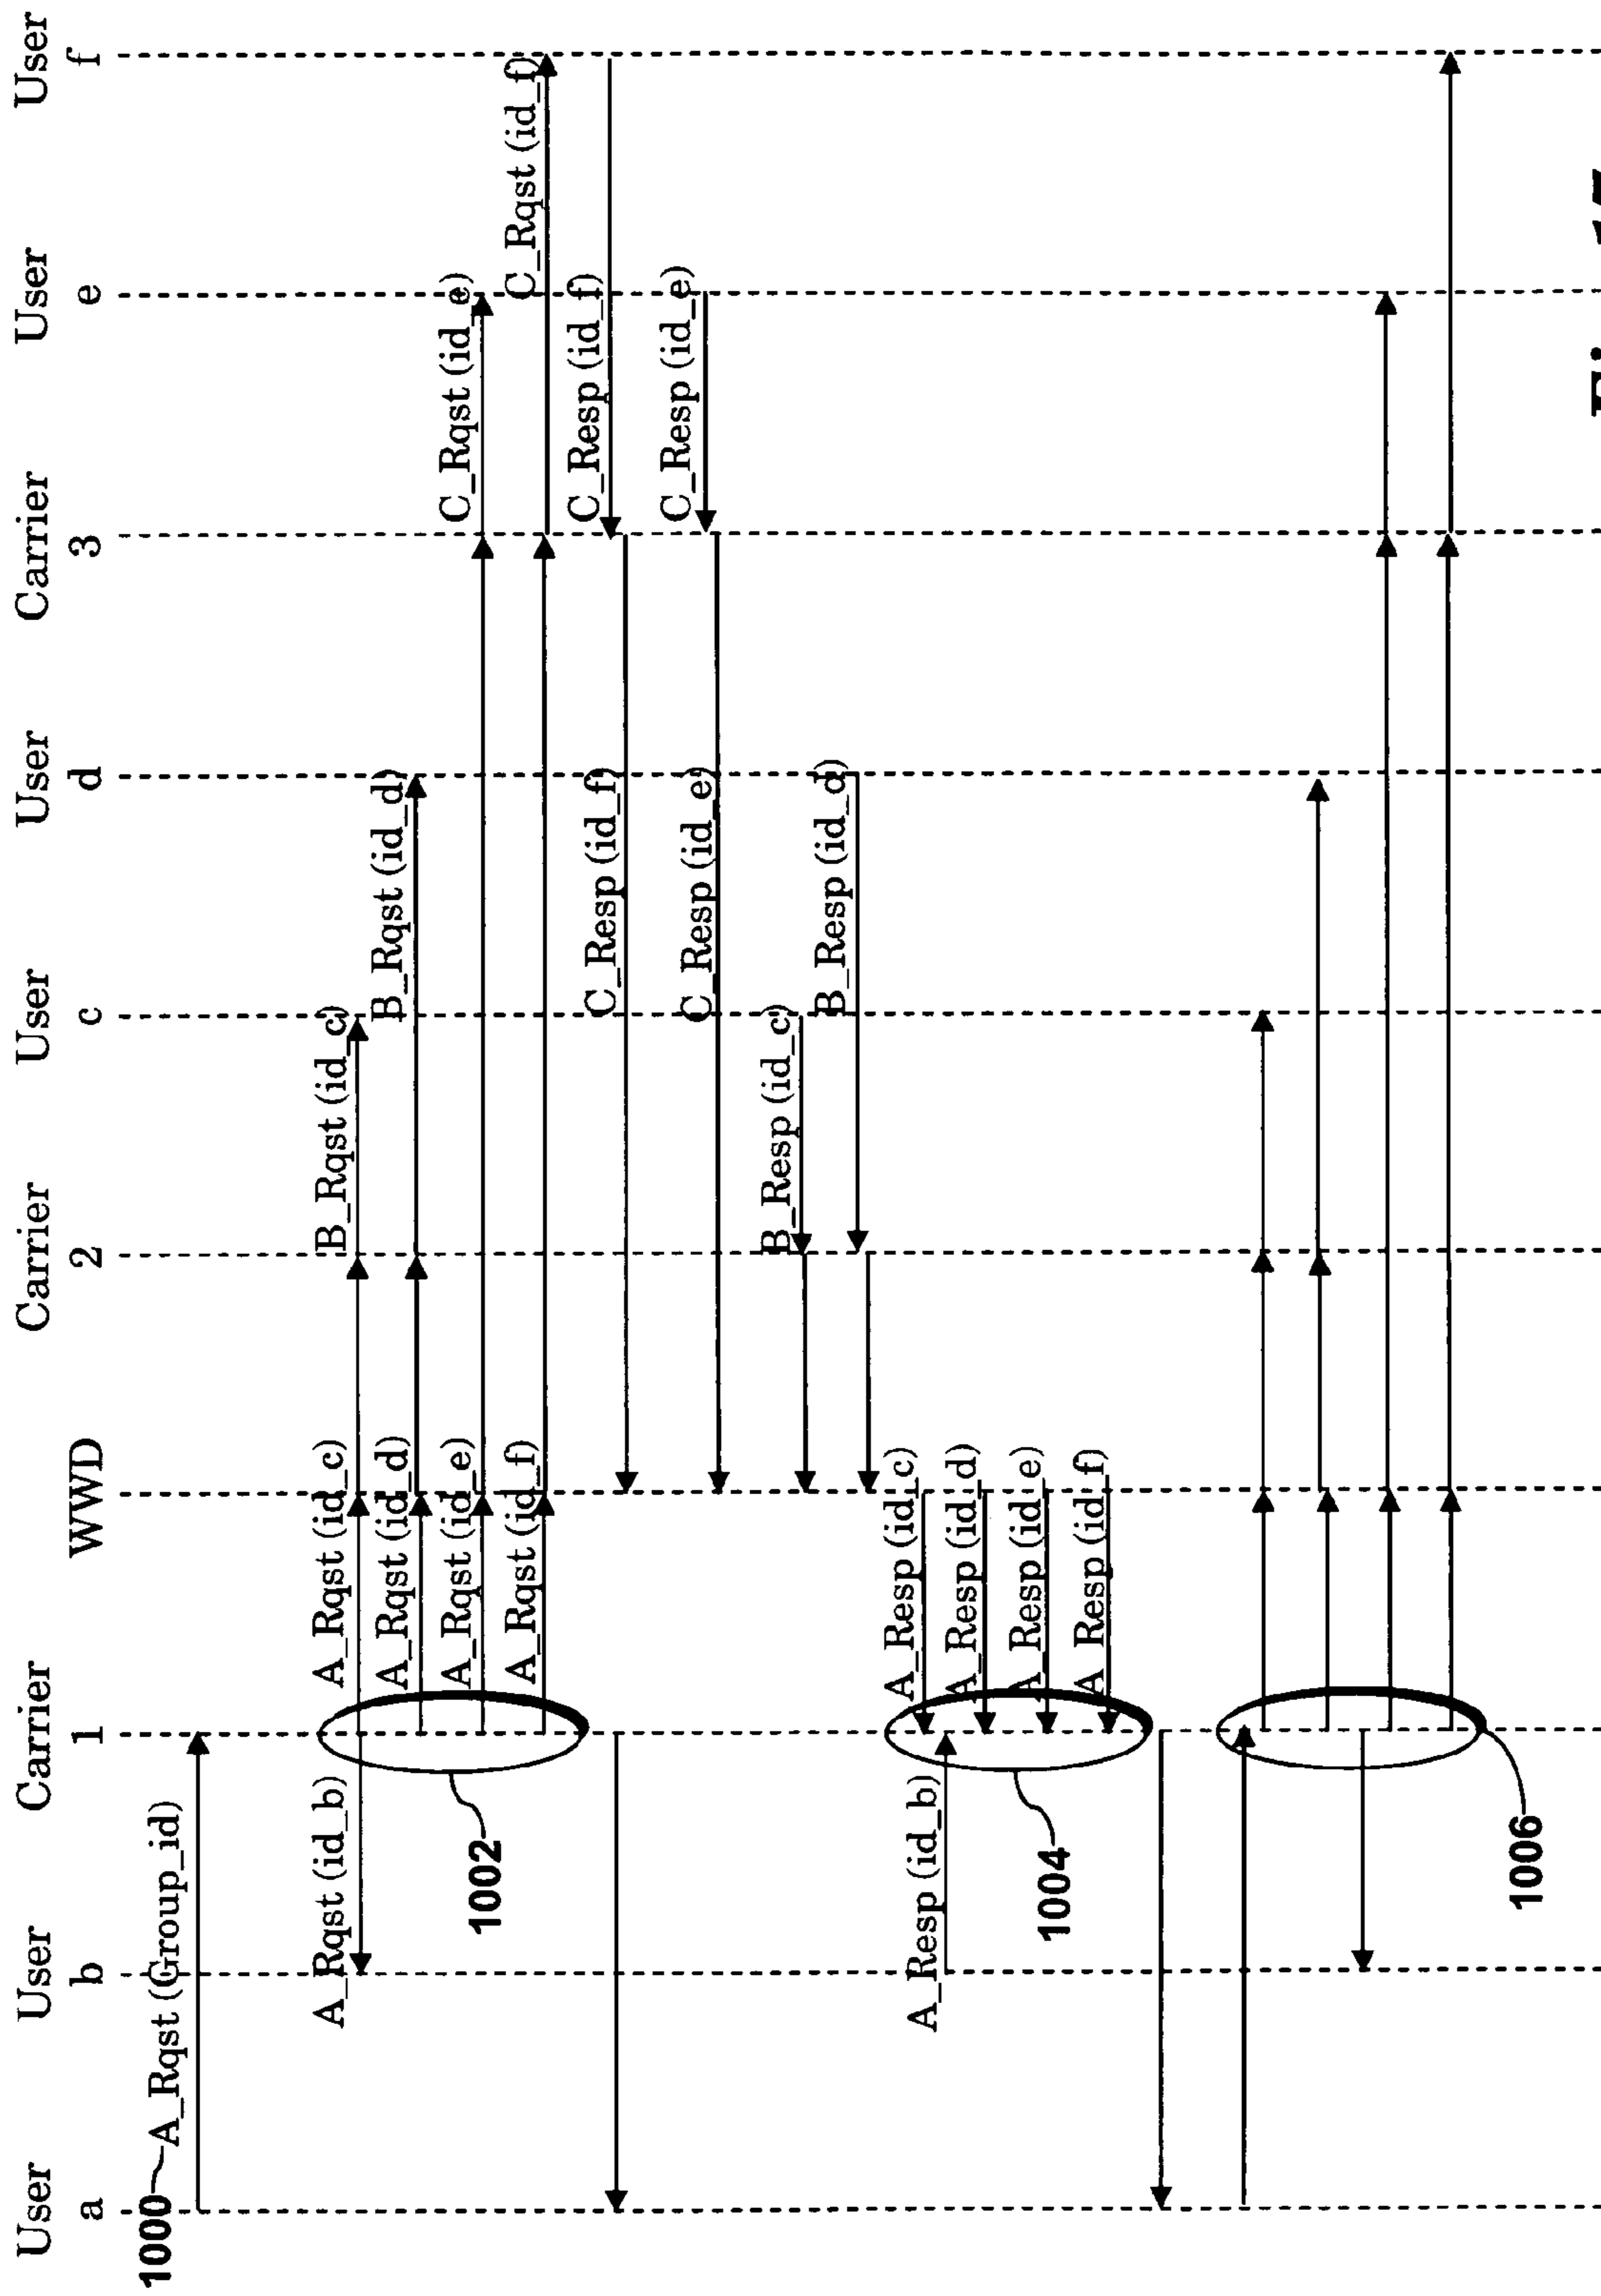 User a
User b
Carrier 1
WWD
Carrier 2
User c
User d
Carrier 3
User e
User f
1000
A_Rqst (Group_id)
A_Rqst (id_b)
A_Rqst (id_c)
B_Rqst (id_c)
A_Rqst (id_d)
B_Rqst (id_d)
A_Rqst (id_e)
C_Rqst (id_e)
A_Rqst (id_f)
C_Rqst (id_f)
1002
C_Resp (id_f)
C_Resp (id_f)
C_Resp (id_e)
C_Resp (id_e)
B_Resp (id_c)
B_Resp (id_d)
A_Resp (id_b)
A_Resp (id_c)
A_Resp (id_d)
A_Resp (id_e)
A_Resp (id_f)
1004
1006